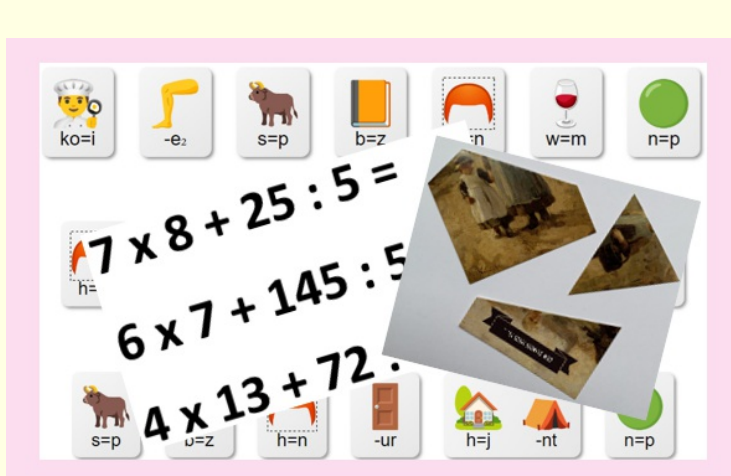 ko=i -e₂ s=p b=z =n w=m n=p
7 x 8 + 25 : 5 =
h=
6 x 7 + 145 : 5
4 x 13 + 72 :
s=p b=z h=n -ur h=j -nt n=p